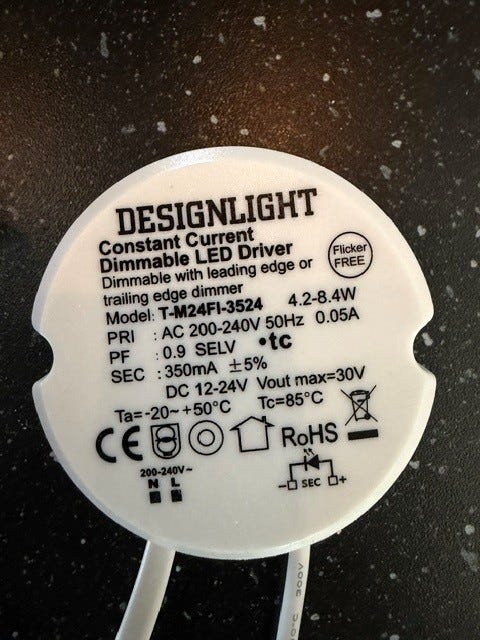 DESIGNLIGHT
Constant Current
Dimmable LED Driver
Flicker
FREE
Dimmable with leading edge or
trailing edge dimmer
Model: T-M24FI-3524 4.2-8.4W
PRI : AC 200-240V 50Hz 0.05A
PF : 0.9 SELV •tc
SEC : 350mA ±5%
DC 12-24V Vout max=30V
Ta=-20~+50°C Tc=85°C
CE RoHS
200-240V~
N L
- SEC +